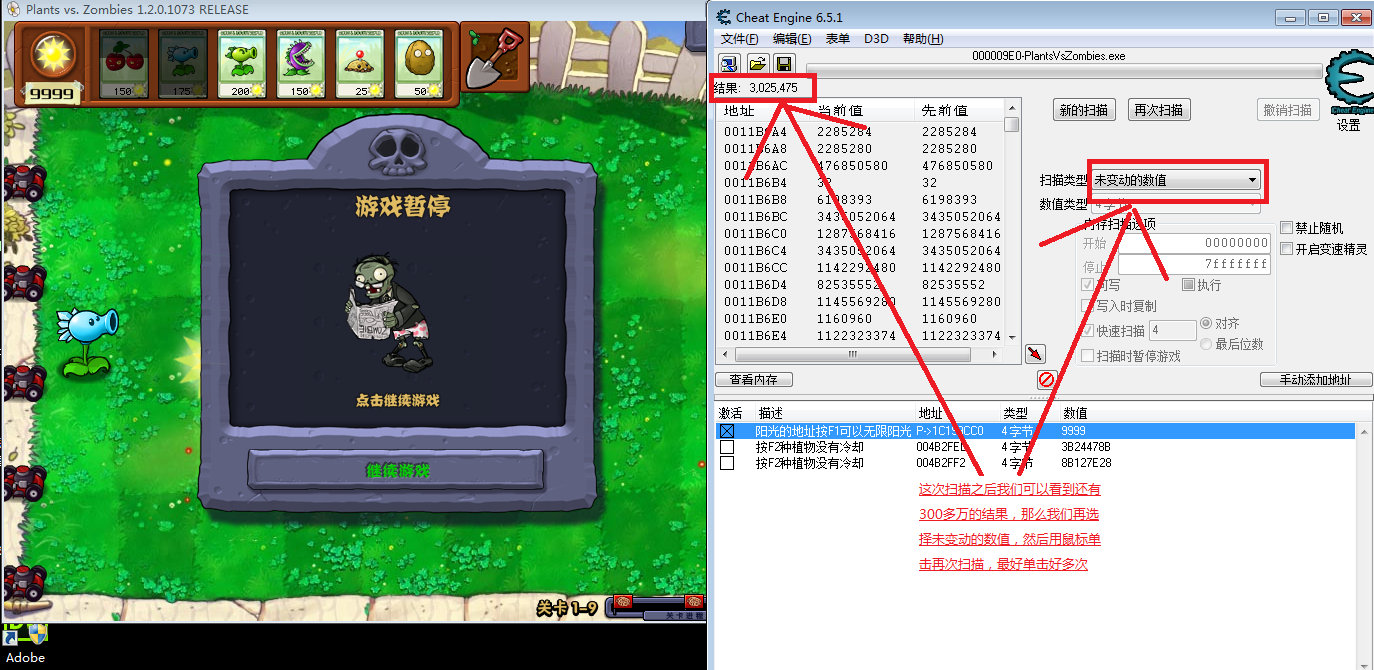 Plants vs. Zombies 1.2.0.1073 RELEASE
9999
150
175
200
150
25
50
游戏暂停
点击继续游戏
继续游戏
关卡 1-9
Adobe
Cheat Engine 6.5.1
文件(F) 编辑(E) 表单 D3D 帮助(H)
000009E0-PlantsVsZombies.exe
结果: 3,025,475
地址 当前值 先前值
0011B6A4 2285284 2285284
0011B6A8 2285280 2285280
0011B6AC 476850580 476850580
0011B6B4 32 32
0011B6B8 6198393 6198393
0011B6BC 3435052064 3435052064
0011B6C0 1287568416 1287568416
0011B6C4 3435052064 3435052064
0011B6CC 1142292480 1142292480
0011B6D4 82535552 82535552
0011B6D8 1145569280 1145569280
0011B6E0 1160960 1160960
0011B6E4 1122323374 1122323374
新的扫描 再次扫描 撤销扫描
Cheat Engine
设置
扫描类型 未变动的数值
数值类型 4 字节
内存扫描选项
开始 00000000
停止 7fffffff
可写 执行
写入时复制
快速扫描 4 对齐
最后位数
扫描时暂停游戏
禁止随机
开启变速精灵
查看内存
手动添加地址
激活 描述 地址 类型 数值
阳光的地址按F1可以无限阳光 4 字节 9999
按F2种植物没有冷却 4 字节 3B24478B
按F2种植物没有冷却 004B2FF2 4 字节 8B127E28
这次扫描之后我们可以看到还有
300多万的结果，那么我们再选
择未变动的数值，然后用鼠标单
击再次扫描，最好单击好多次